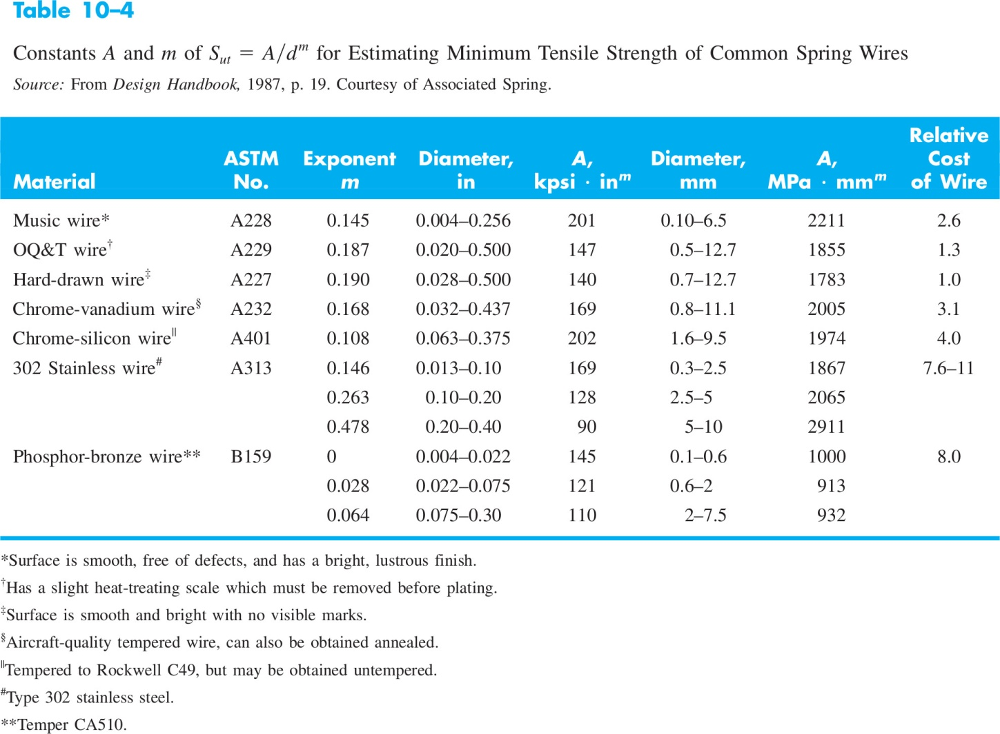 Table 10–4
Constants A and m of Sut = A/d^m for Estimating Minimum Tensile Strength of Common Spring Wires
Source: From Design Handbook, 1987, p. 19. Courtesy of Associated Spring.
Material ASTM No. Exponent m Diameter, in A, kpsi · in^m Diameter, mm A, MPa · mm^m Relative Cost of Wire
Music wire* A228 0.145 0.004–0.256 201 0.10–6.5 2211 2.6
OQ&T wire† A229 0.187 0.020–0.500 147 0.5–12.7 1855 1.3
Hard-drawn wire‡ A227 0.190 0.028–0.500 140 0.7–12.7 1783 1.0
Chrome-vanadium wire§ A232 0.168 0.032–0.437 169 0.8–11.1 2005 3.1
Chrome-silicon wire‖ A401 0.108 0.063–0.375 202 1.6–9.5 1974 4.0
302 Stainless wire# A313 0.146 0.013–0.10 169 0.3–2.5 1867 7.6–11
0.263 0.10–0.20 128 2.5–5 2065
0.478 0.20–0.40 90 5–10 2911
Phosphor-bronze wire** B159 0 0.004–0.022 145 0.1–0.6 1000 8.0
0.028 0.022–0.075 121 0.6–2 913
0.064 0.075–0.30 110 2–7.5 932
*Surface is smooth, free of defects, and has a bright, lustrous finish.
†Has a slight heat-treating scale which must be removed before plating.
‡Surface is smooth and bright with no visible marks.
§Aircraft-quality tempered wire, can also be obtained annealed.
‖Tempered to Rockwell C49, but may be obtained untempered.
#Type 302 stainless steel.
**Temper CA510.